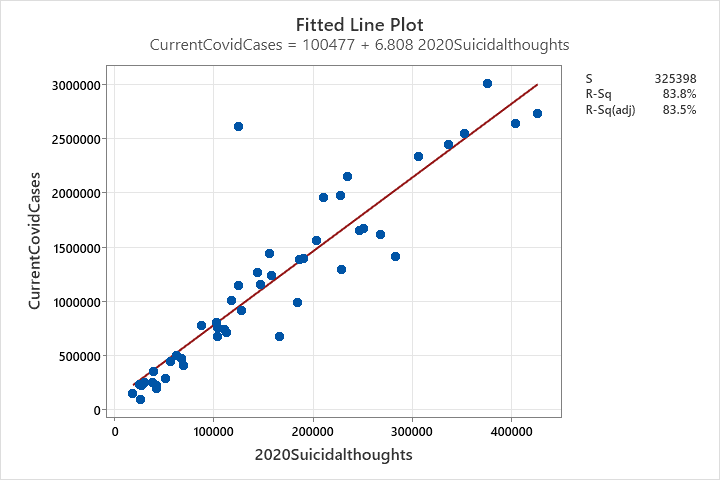 Fitted Line Plot
CurrentCovidCases = 100477 + 6.808 2020Suicidalthoughts
S 325398
R-Sq 83.8%
R-Sq(adj) 83.5%
CurrentCovidCases
3000000
2500000
2000000
1500000
1000000
500000
0
0 100000 200000 300000 400000
2020Suicidalthoughts